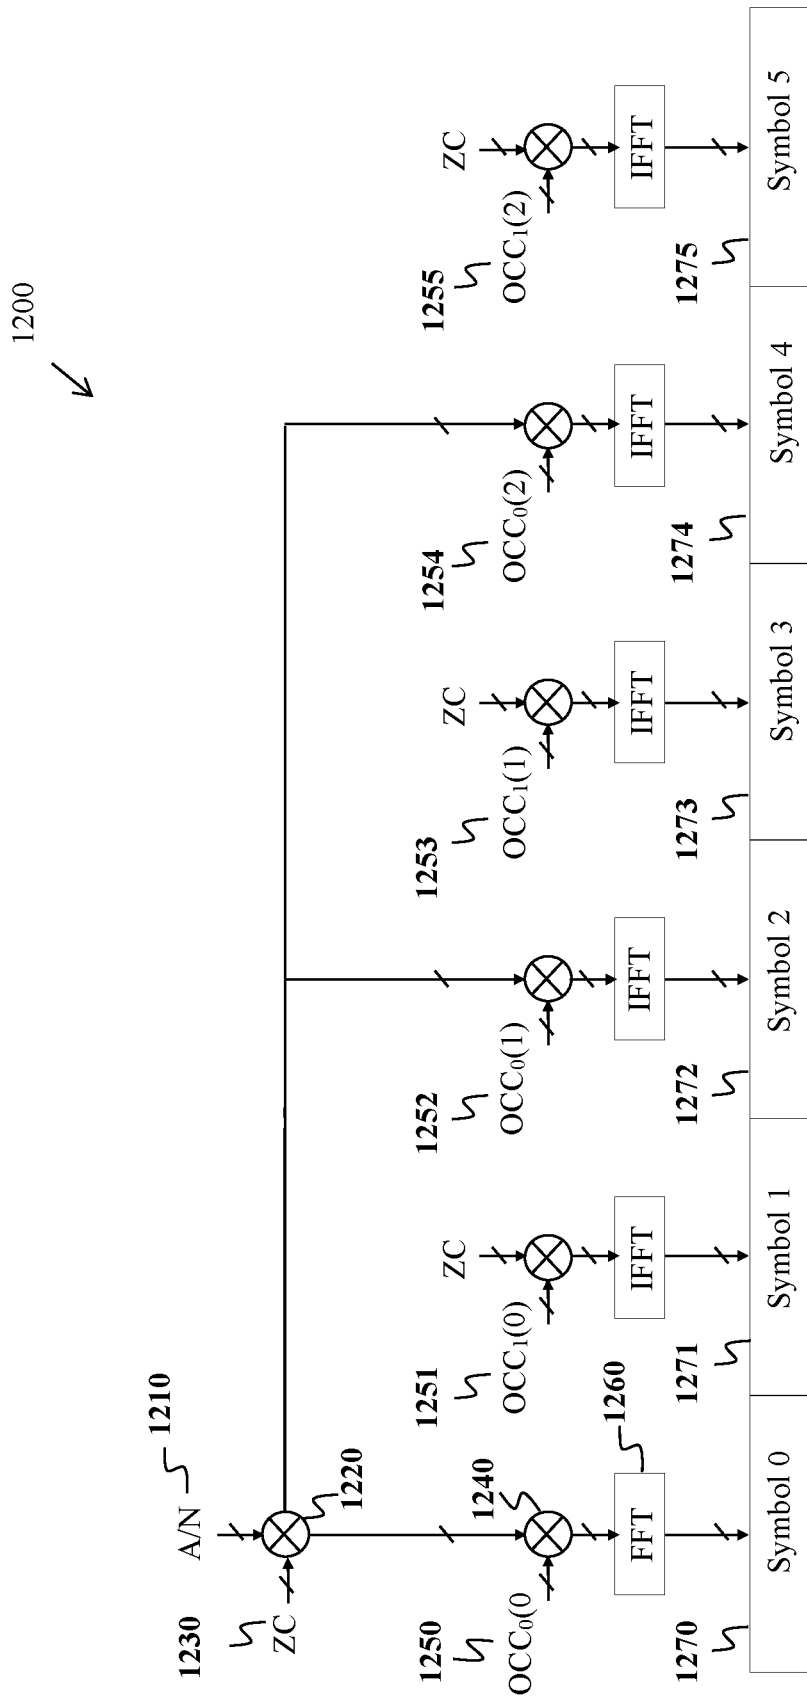 1200
A/N
1210
1220
1230
ZC
1240
1250
OCC₀(0
1251
OCC₁(0)
ZC
1252
OCC₀(1)
1253
OCC₁(1)
ZC
1254
OCC₀(2)
1255
OCC₁(2)
ZC
FFT
1260
IFFT
IFFT
IFFT
IFFT
IFFT
1270
1271
1272
1273
1274
1275
Symbol 0
Symbol 1
Symbol 2
Symbol 3
Symbol 4
Symbol 5